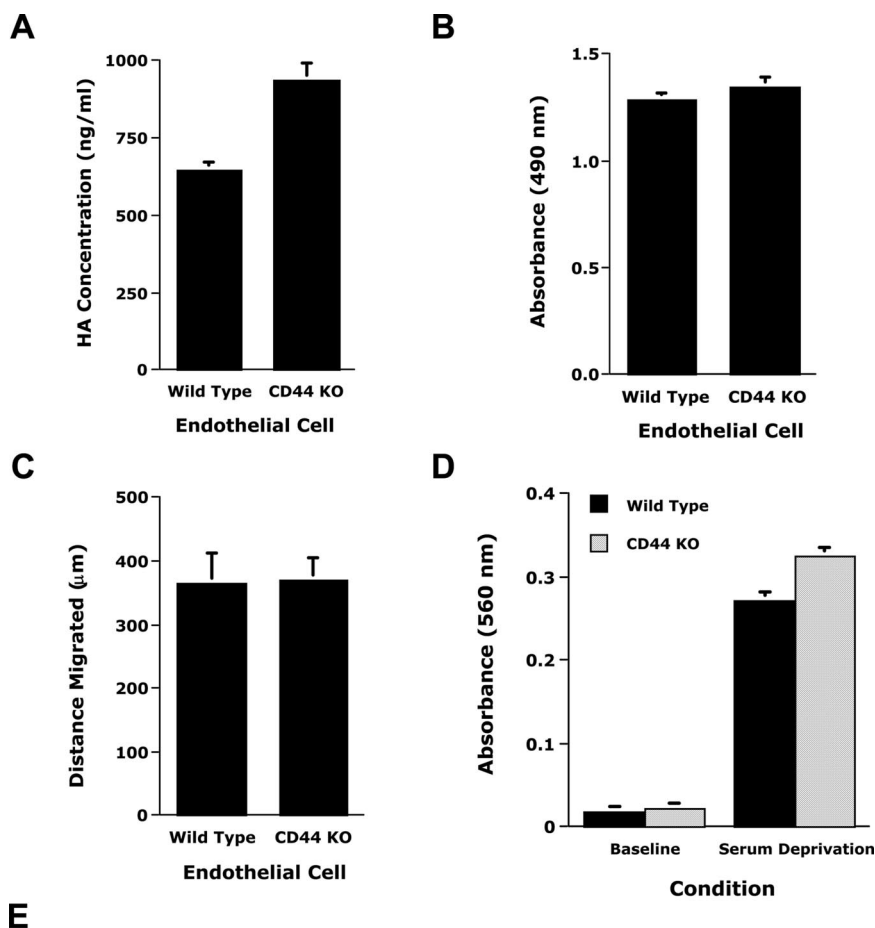 A
HA Concentration (ng/ml)
1000
750
500
250
0
Wild Type CD44 KO
Endothelial Cell
B
Absorbance (490 nm)
1.5
1.0
0.5
0.0
Wild Type CD44 KO
Endothelial Cell
C
Distance Migrated (μm)
500
400
300
200
100
0
Wild Type CD44 KO
Endothelial Cell
D
Absorbance (560 nm)
0.4
0.3
0.2
0.1
0
Wild Type
CD44 KO
Baseline Serum Deprivation
Condition
E